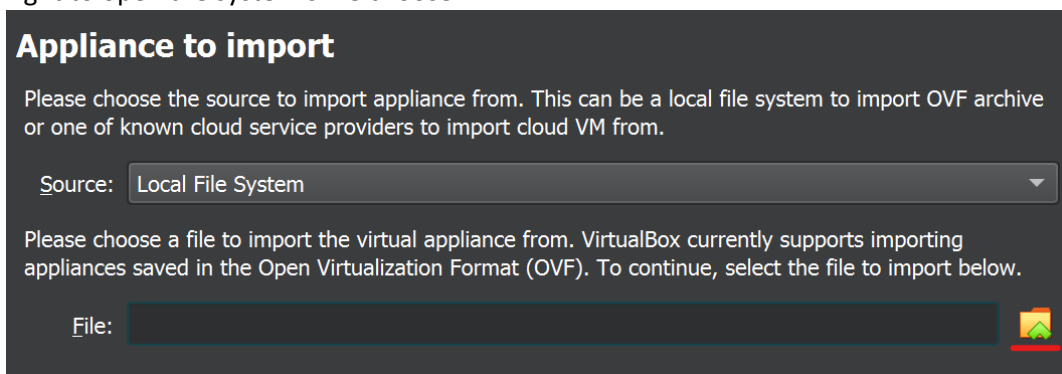 Appliance to import
Please choose the source to import appliance from. This can be a local file system to import OVF archive
or one of known cloud service providers to import cloud VM from.
Source: Local File System
Please choose a file to import the virtual appliance from. VirtualBox currently supports importing
appliances saved in the Open Virtualization Format (OVF). To continue, select the file to import below.
File: